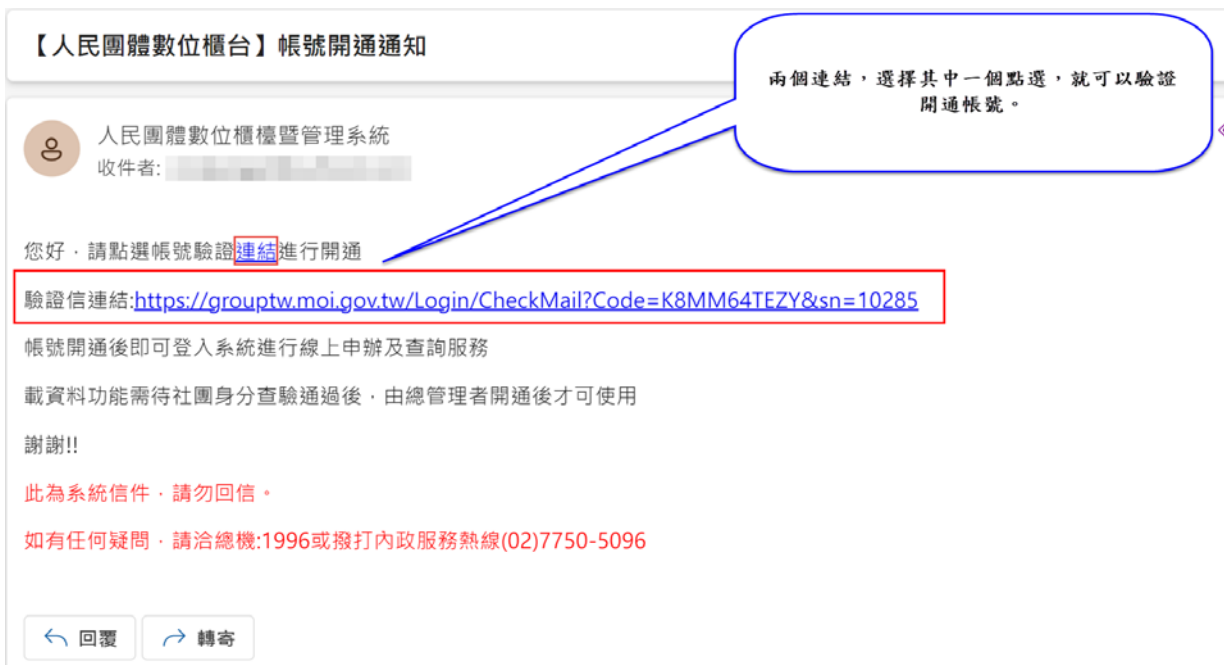 【人民團體數位櫃台】帳號開通通知
兩個連結，選擇其中一個點選，就可以驗證
開通帳號。
人民團體數位櫃檯暨管理系統
收件者:
您好，請點選帳號驗證連結進行開通
驗證信連結:https://grouptw.moi.gov.tw/Login/CheckMail?Code=K8MM64TEZY&sn=10285
帳號開通後即可登入系統進行線上申辦及查詢服務
載資料功能需待社團身分查驗通過後，由總管理者開通後才可使用
謝謝!!
此為系統信件，請勿回信。
如有任何疑問，請洽總機:1996或撥打內政服務熱線(02)7750-5096
回覆
轉寄